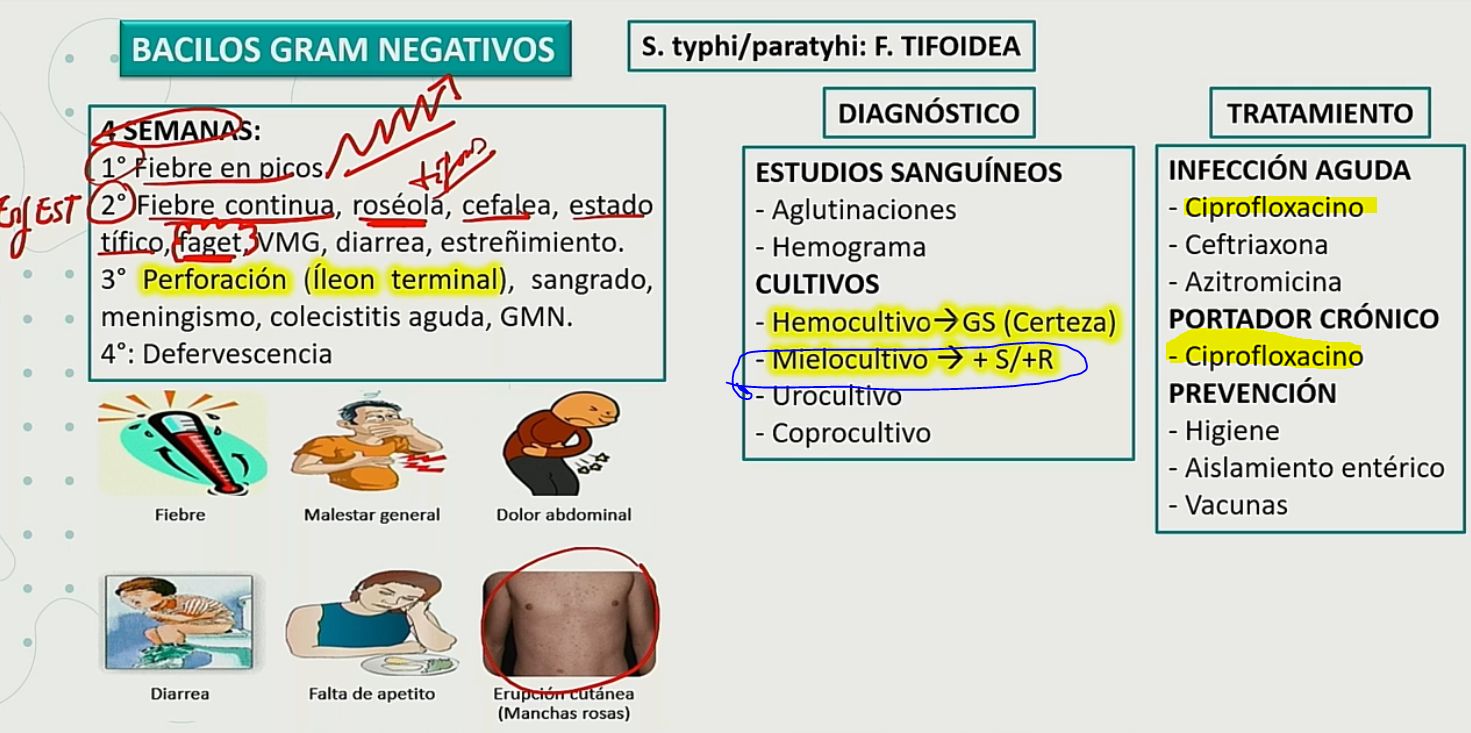 BACILOS GRAM NEGATIVOS
S. typhi/paratyhi: F. TIFOIDEA
4 SEMANAS:
1° Fiebre en picos
Enf EST
2° Fiebre continua, roséola, cefalea, estado
tífico, faget, VMG, diarrea, estreñimiento.
3° Perforación (Íleon terminal), sangrado,
meningismo, colecistitis aguda, GMN.
4°: Defervescencia
Fiebre
Malestar general
Dolor abdominal
Diarrea
Falta de apetito
Erupción cutánea
(Manchas rosas)
DIAGNÓSTICO
ESTUDIOS SANGUÍNEOS
- Aglutinaciones
- Hemograma
CULTIVOS
- Hemocultivo→GS (Certeza)
- Mielocultivo → + S/+R
- Urocultivo
- Coprocultivo
TRATAMIENTO
INFECCIÓN AGUDA
- Ciprofloxacino
- Ceftriaxona
- Azitromicina
PORTADOR CRÓNICO
- Ciprofloxacino
PREVENCIÓN
- Higiene
- Aislamiento entérico
- Vacunas